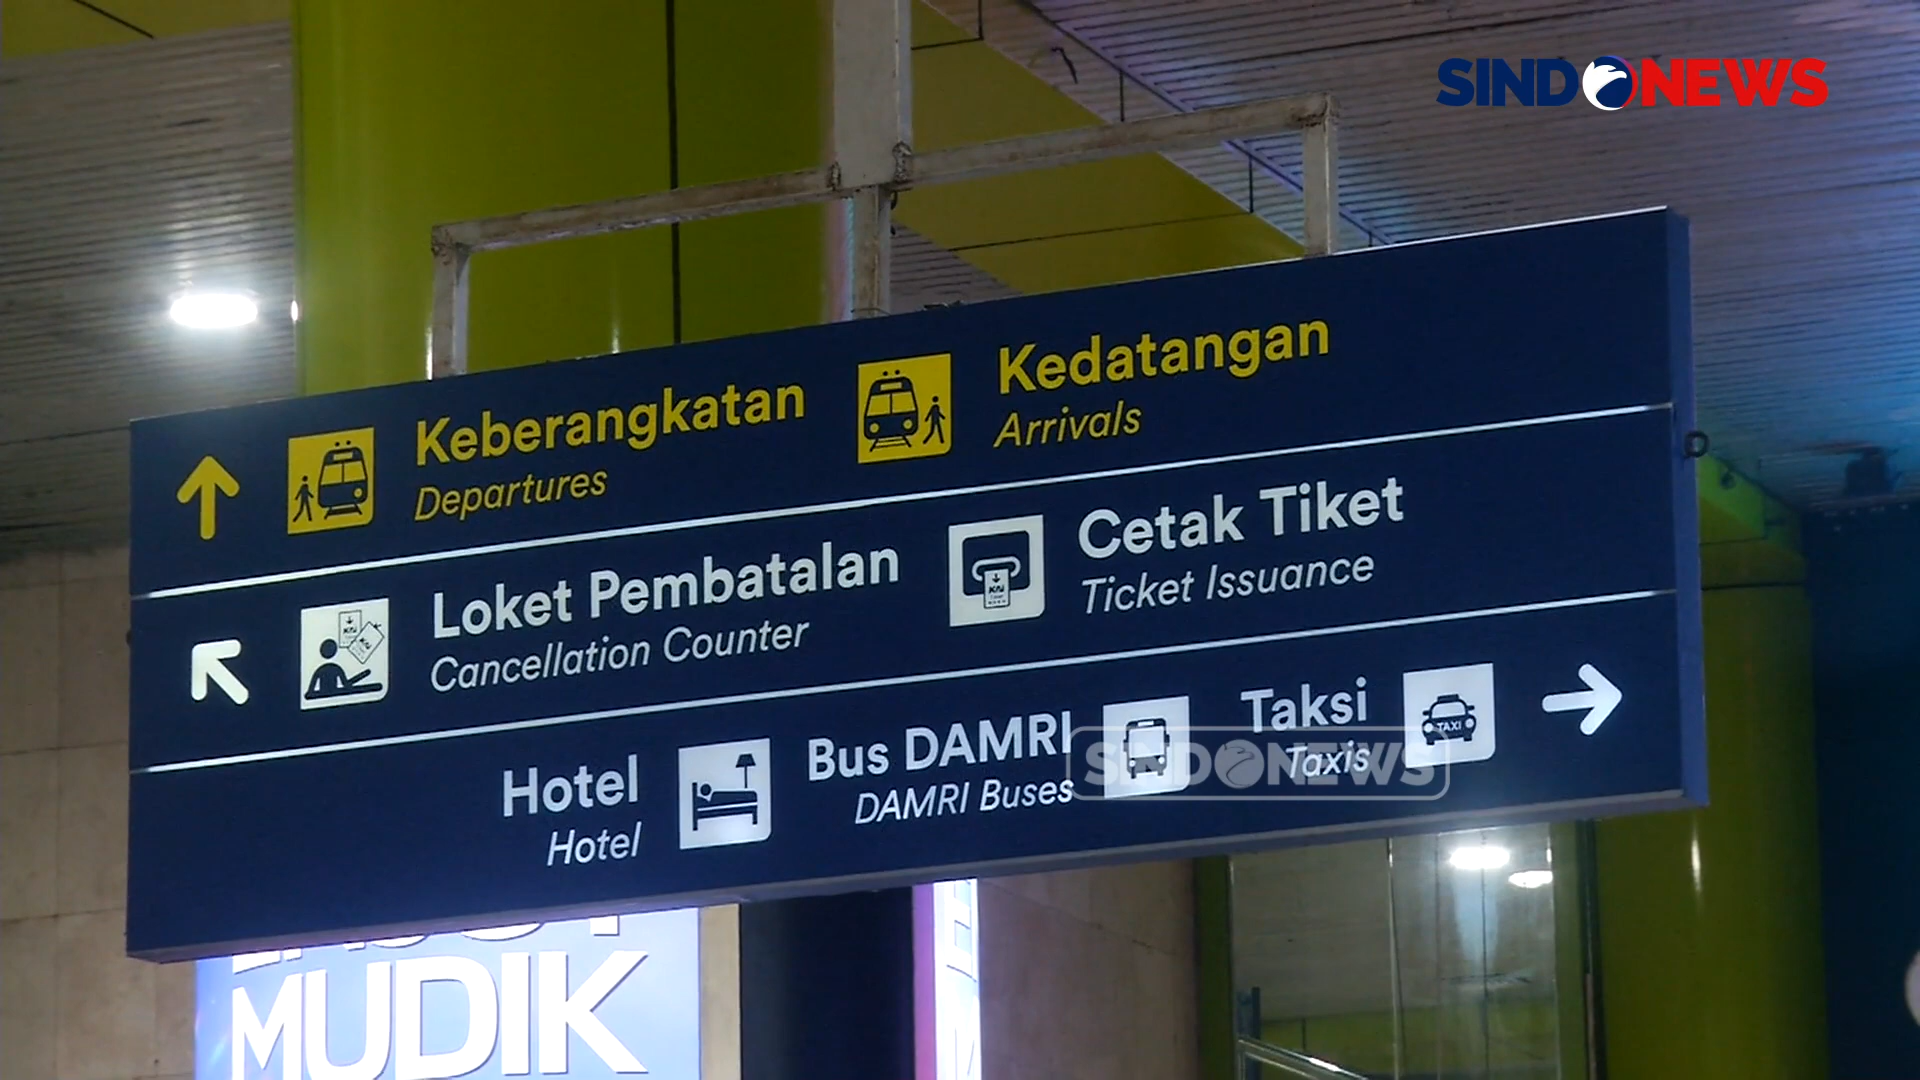 SINDONEWS
Keberangkatan
Departures
Kedatangan
Arrivals
Loket Pembatalan
Cancellation Counter
Cetak Tiket
Ticket Issuance
Hotel
Hotel
Bus DAMRI
DAMRI Buses
Taksi
Taxis
TAXI
SINDONEWS
MUDIK